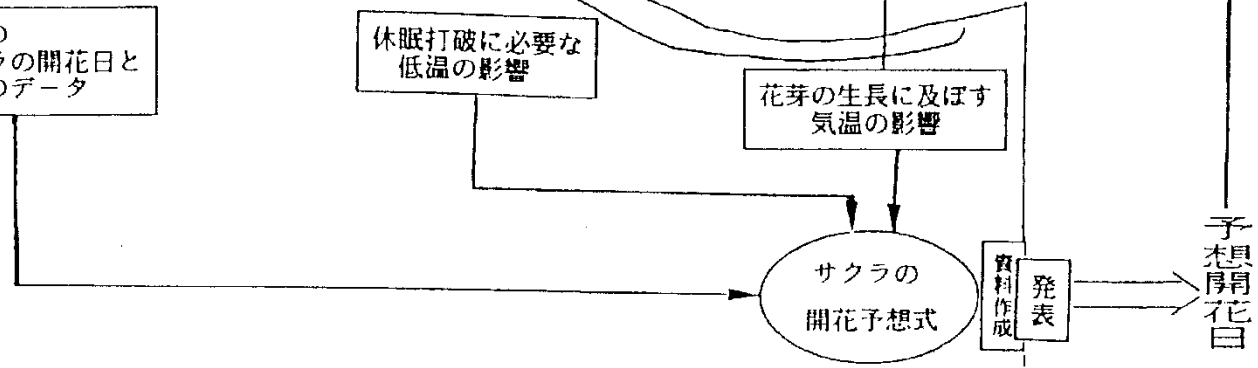 の
ラの開花日と
のデータ
休眠打破に必要な
低温の影響
花芽の生長に及ぼす
気温の影響
サクラの
開花予想式
資料作成
発表
予想開花日